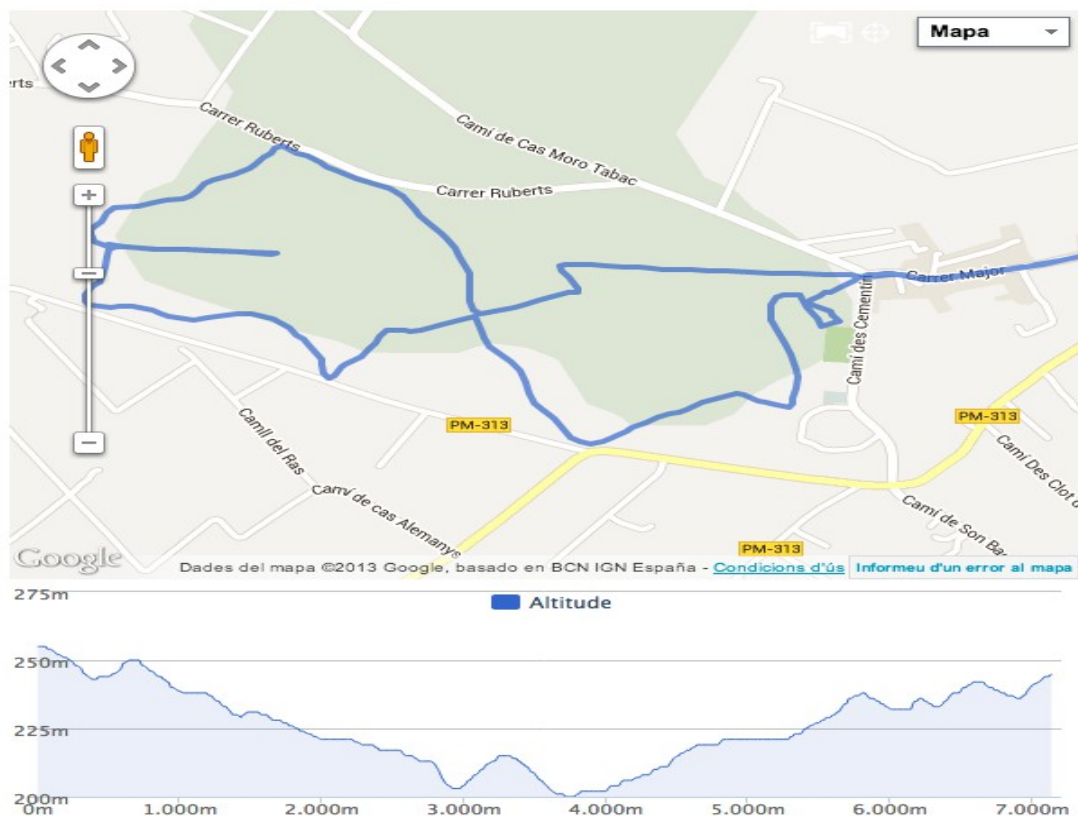 Mapa
rts
Carrer Ruberts
Camí de Cas Moro Tabac
Carrer Ruberts
Carrer Major
Camí des Cementiri
PM-313
PM-313
Camíl del Ras
Camí Des Clot d
Camí de cas Alemanys
Camí de Son Ba
PM-313
Google
Dades del mapa ©2013 Google, basado en BCN IGN España - Condicions d'ús
Informeu d'un error al mapa
275m
Altitude
250m
225m
200m
0m 1.000m 2.000m 3.000m 4.000m 5.000m 6.000m 7.000m